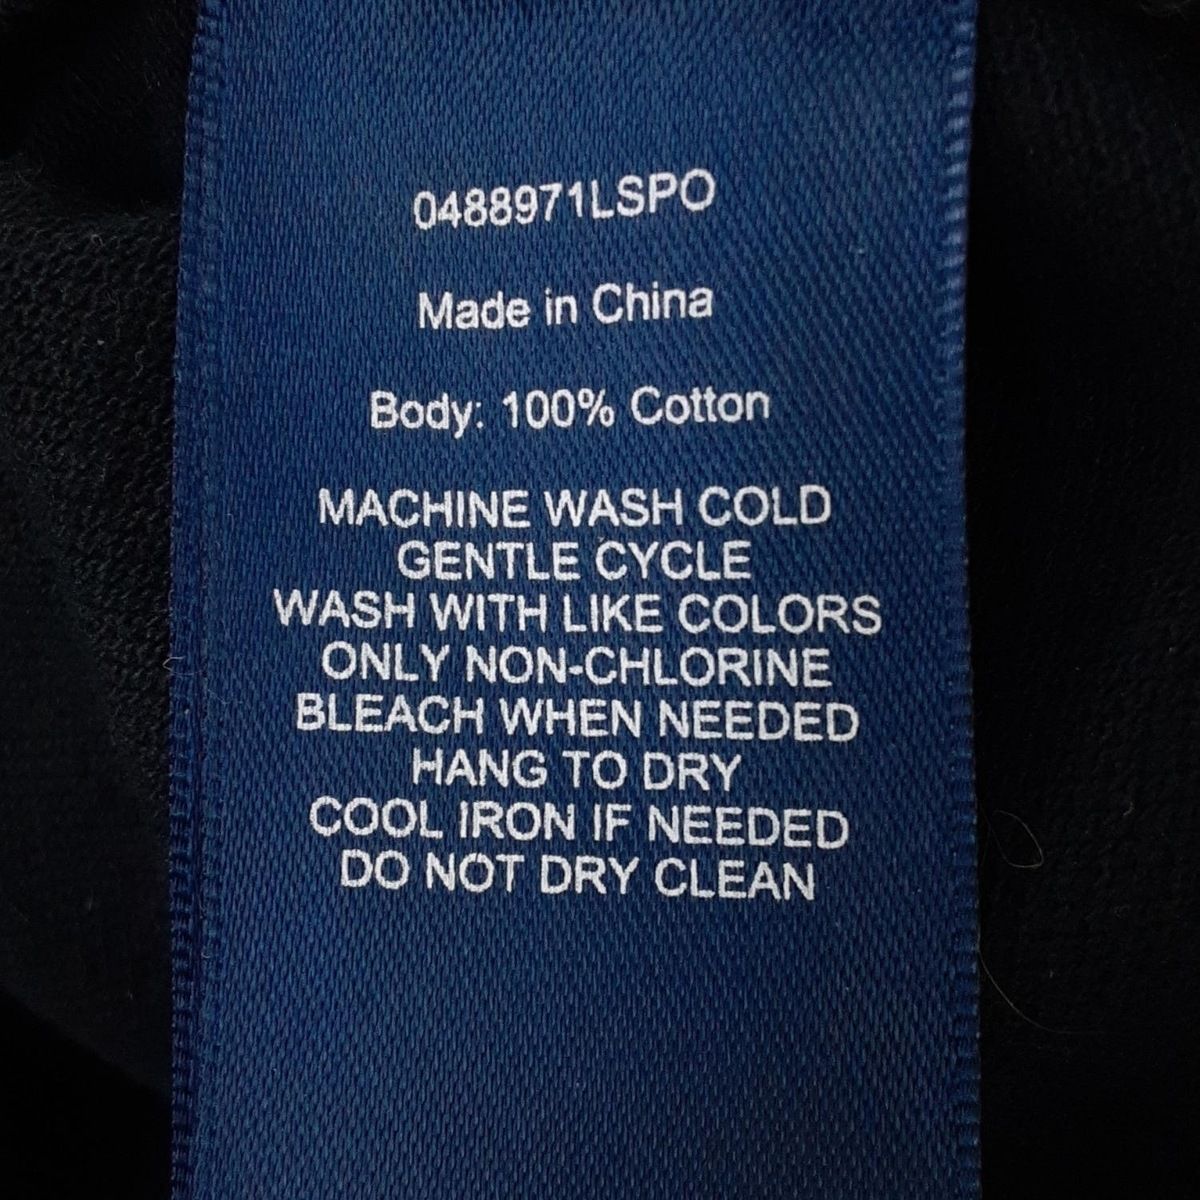 0488971LSPO
Made in China
Body: 100% Cotton
MACHINE WASH COLD
GENTLE CYCLE
WASH WITH LIKE COLORS
ONLY NON-CHLORINE
BLEACH WHEN NEEDED
HANG TO DRY
COOL IRON IF NEEDED
DO NOT DRY CLEAN